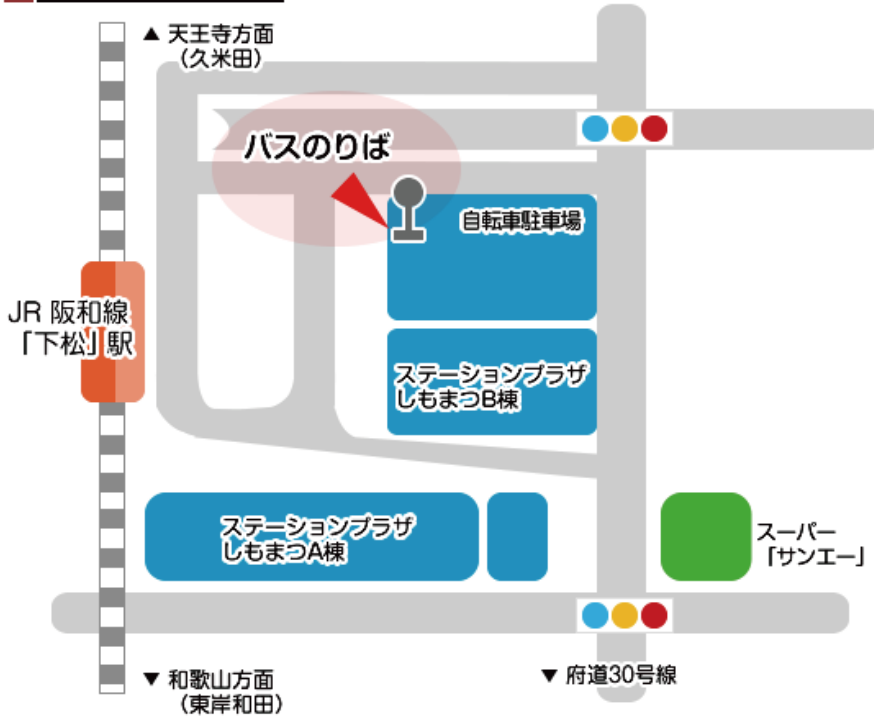 ▲ 天王寺方面
（久米田）
バスのりば
自転車駐車場
JR 阪和線
「下松」駅
ステーションプラザ
しもまつB棟
ステーションプラザ
しもまつA棟
スーパー
「サンエー」
▼ 和歌山方面
（東岸和田）
▼ 府道30号線